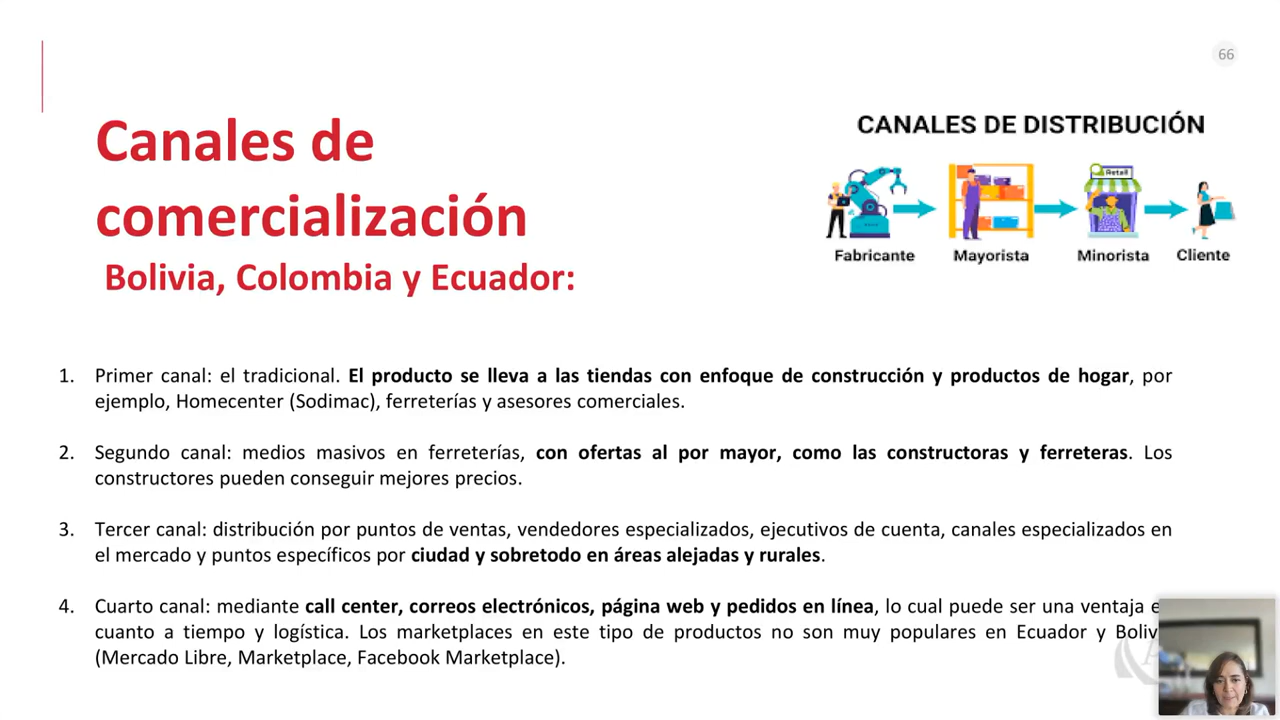 66
Canales de
comercialización
Bolivia, Colombia y Ecuador:
CANALES DE DISTRIBUCIÓN
Retail
Fabricante Mayorista Minorista Cliente
1. Primer canal: el tradicional. El producto se lleva a las tiendas con enfoque de construcción y productos de hogar, por
ejemplo, Homecenter (Sodimac), ferreterías y asesores comerciales.
2. Segundo canal: medios masivos en ferreterías, con ofertas al por mayor, como las constructoras y ferreteras. Los
constructores pueden conseguir mejores precios.
3. Tercer canal: distribución por puntos de ventas, vendedores especializados, ejecutivos de cuenta, canales especializados en
el mercado y puntos específicos por ciudad y sobretodo en áreas alejadas y rurales.
4. Cuarto canal: mediante call center, correos electrónicos, página web y pedidos en línea, lo cual puede ser una ventaja
cuanto a tiempo y logística. Los marketplaces en este tipo de productos no son muy populares en Ecuador y
(Mercado Libre, Marketplace, Facebook Marketplace).